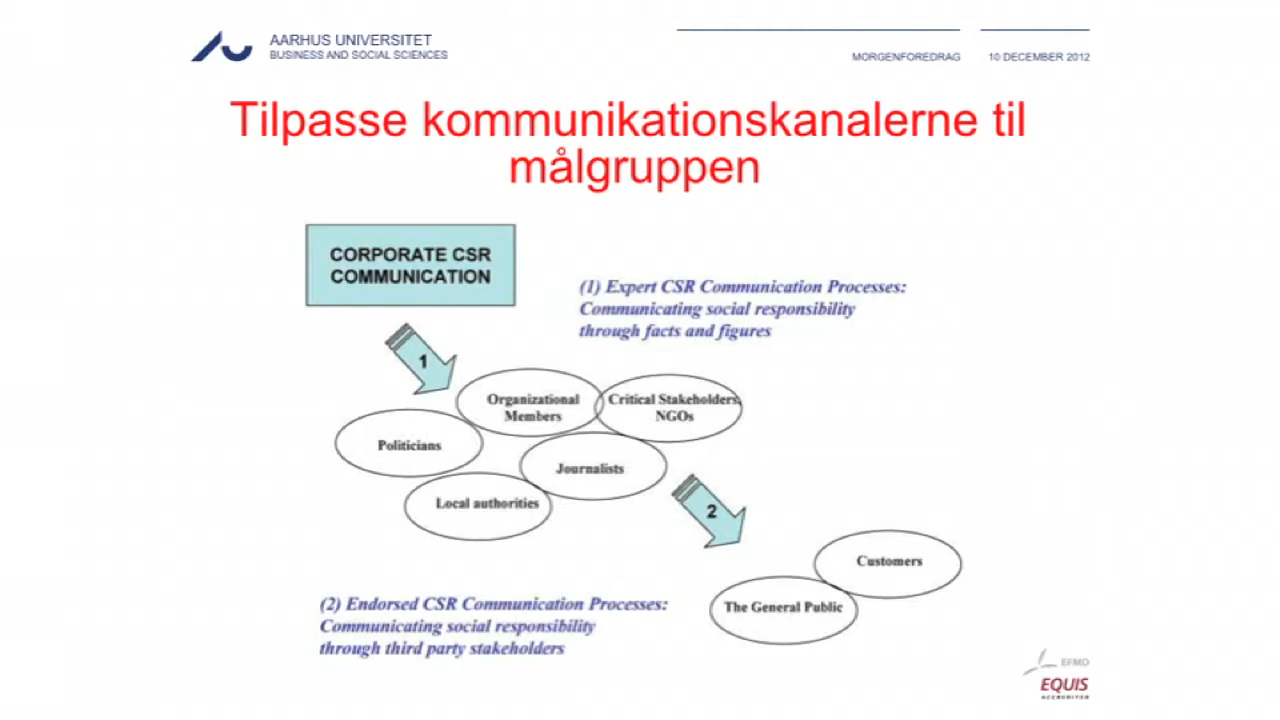 AARHUS UNIVERSITET
BUSINESS AND SOCIAL SCIENCES
MORGENFOREDRAG
10 DECEMBER 2012
Tilpasse kommunikationskanalerne til
målgruppen
CORPORATE CSR
COMMUNICATION
(1) Expert CSR Communication Processes:
Communicating social responsibility
through facts and figures
1
Organizational
Members
Critical Stakeholders,
NGOs
Politicians
Journalists
Local authorities
2
Customers
The General Public
(2) Endorsed CSR Communication Processes:
Communicating social responsibility
through third party stakeholders
EFMD
EQUIS
ACCREDITED